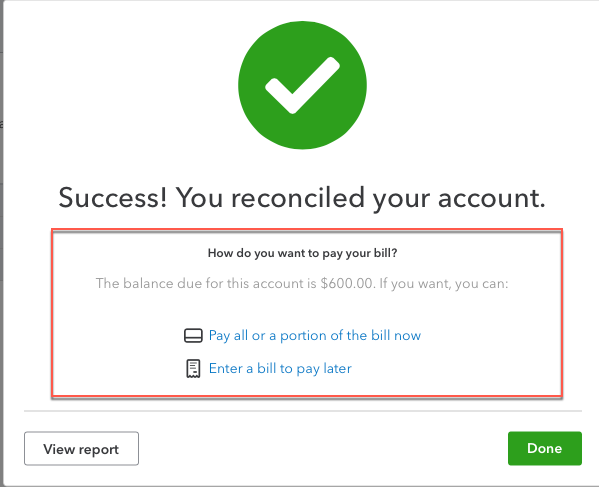 Success! You reconciled your account.
How do you want to pay your bill?
The balance due for this account is $600.00. If you want, you can:
Pay all or a portion of the bill now
Enter a bill to pay later
View report
Done